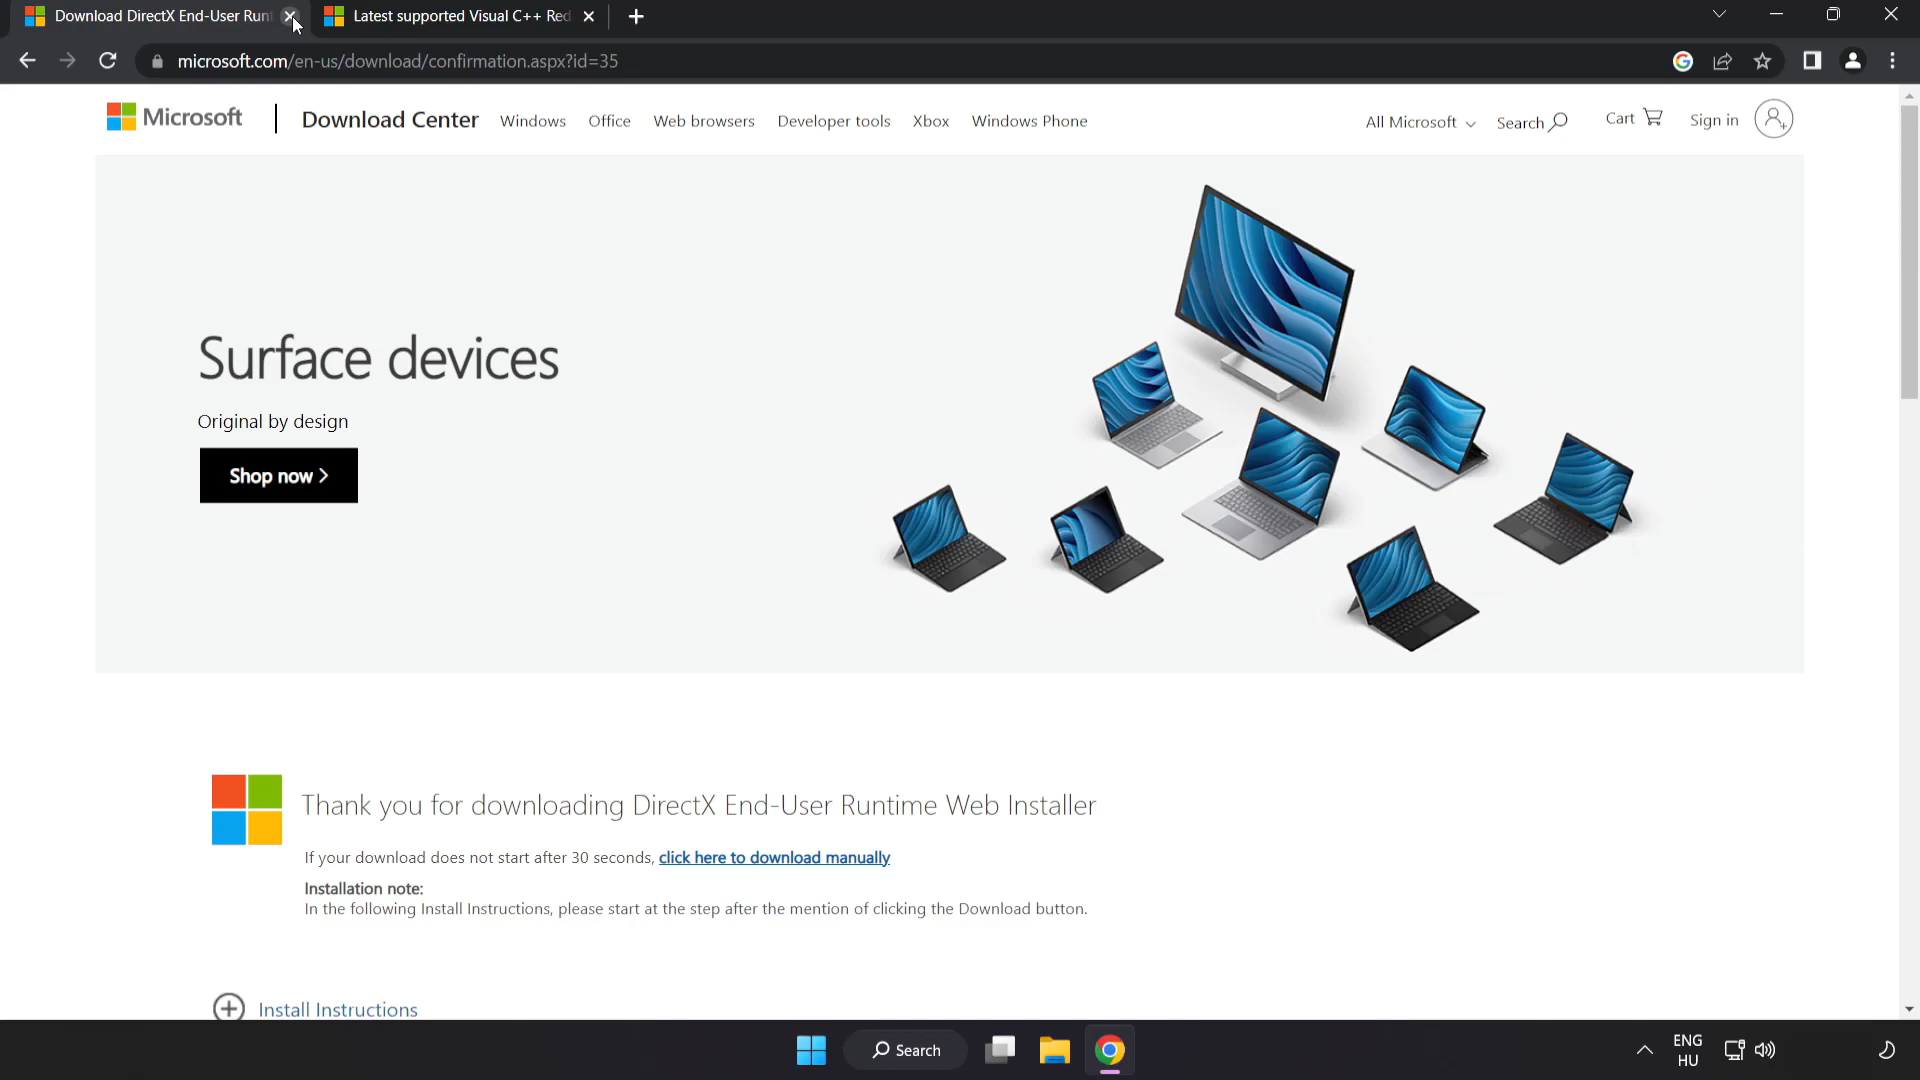 Download DirectX End-User Runt
Latest supported Visual C++ Red
microsoft.com/en-us/download/confirmation.aspx?id=35
Microsoft
Download Center
Windows
Office
Web browsers
Developer tools
Xbox
Windows Phone
All Microsoft
Search
Cart
Sign in
Surface devices
Original by design
Shop now >
Thank you for downloading DirectX End-User Runtime Web Installer
If your download does not start after 30 seconds, click here to download manually
Installation note:
In the following Install Instructions, please start at the step after the mention of clicking the Download button.
Install Instructions
Search
ENG
HU